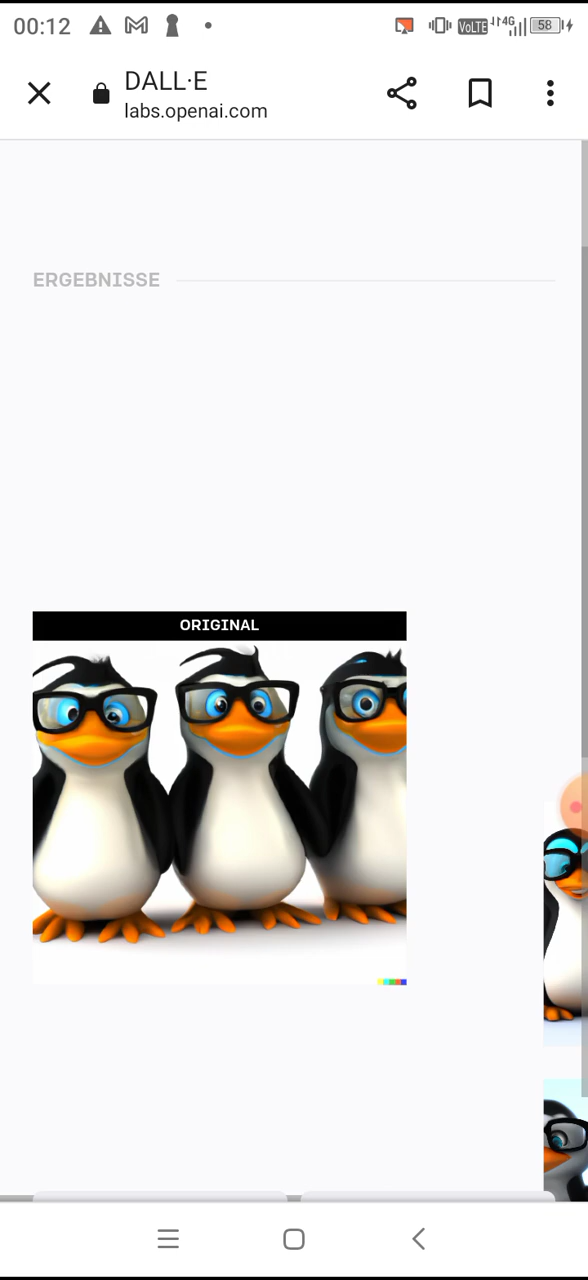 00:12
VoLTE 4G 58
DALL·E
labs.openai.com
ERGEBNISSE
ORIGINAL